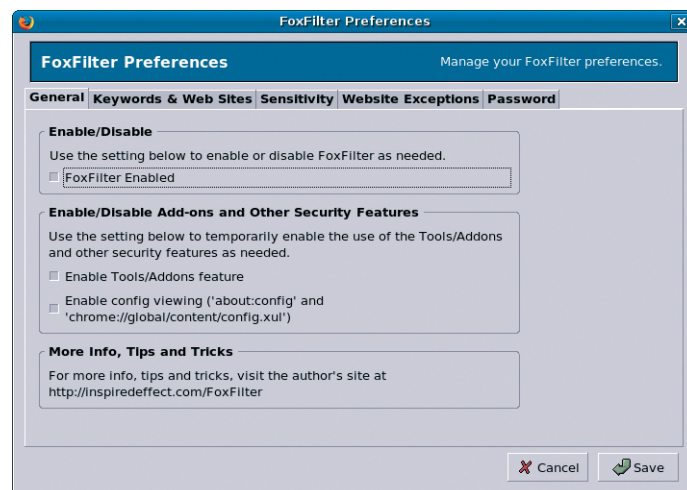 FoxFilter Preferences
FoxFilter Preferences
Manage your FoxFilter preferences.
General Keywords & Web Sites Sensitivity Website Exceptions Password
Enable/Disable
Use the setting below to enable or disable FoxFilter as needed.
FoxFilter Enabled
Enable/Disable Add-ons and Other Security Features
Use the setting below to temporarily enable the use of the Tools/Addons
and other security features as needed.
Enable Tools/Addons feature
Enable config viewing ('about:config' and
'chrome://global/content/config.xul')
More Info, Tips and Tricks
For more info, tips and tricks, visit the author's site at
http://inspiredeffect.com/FoxFilter
Cancel Save